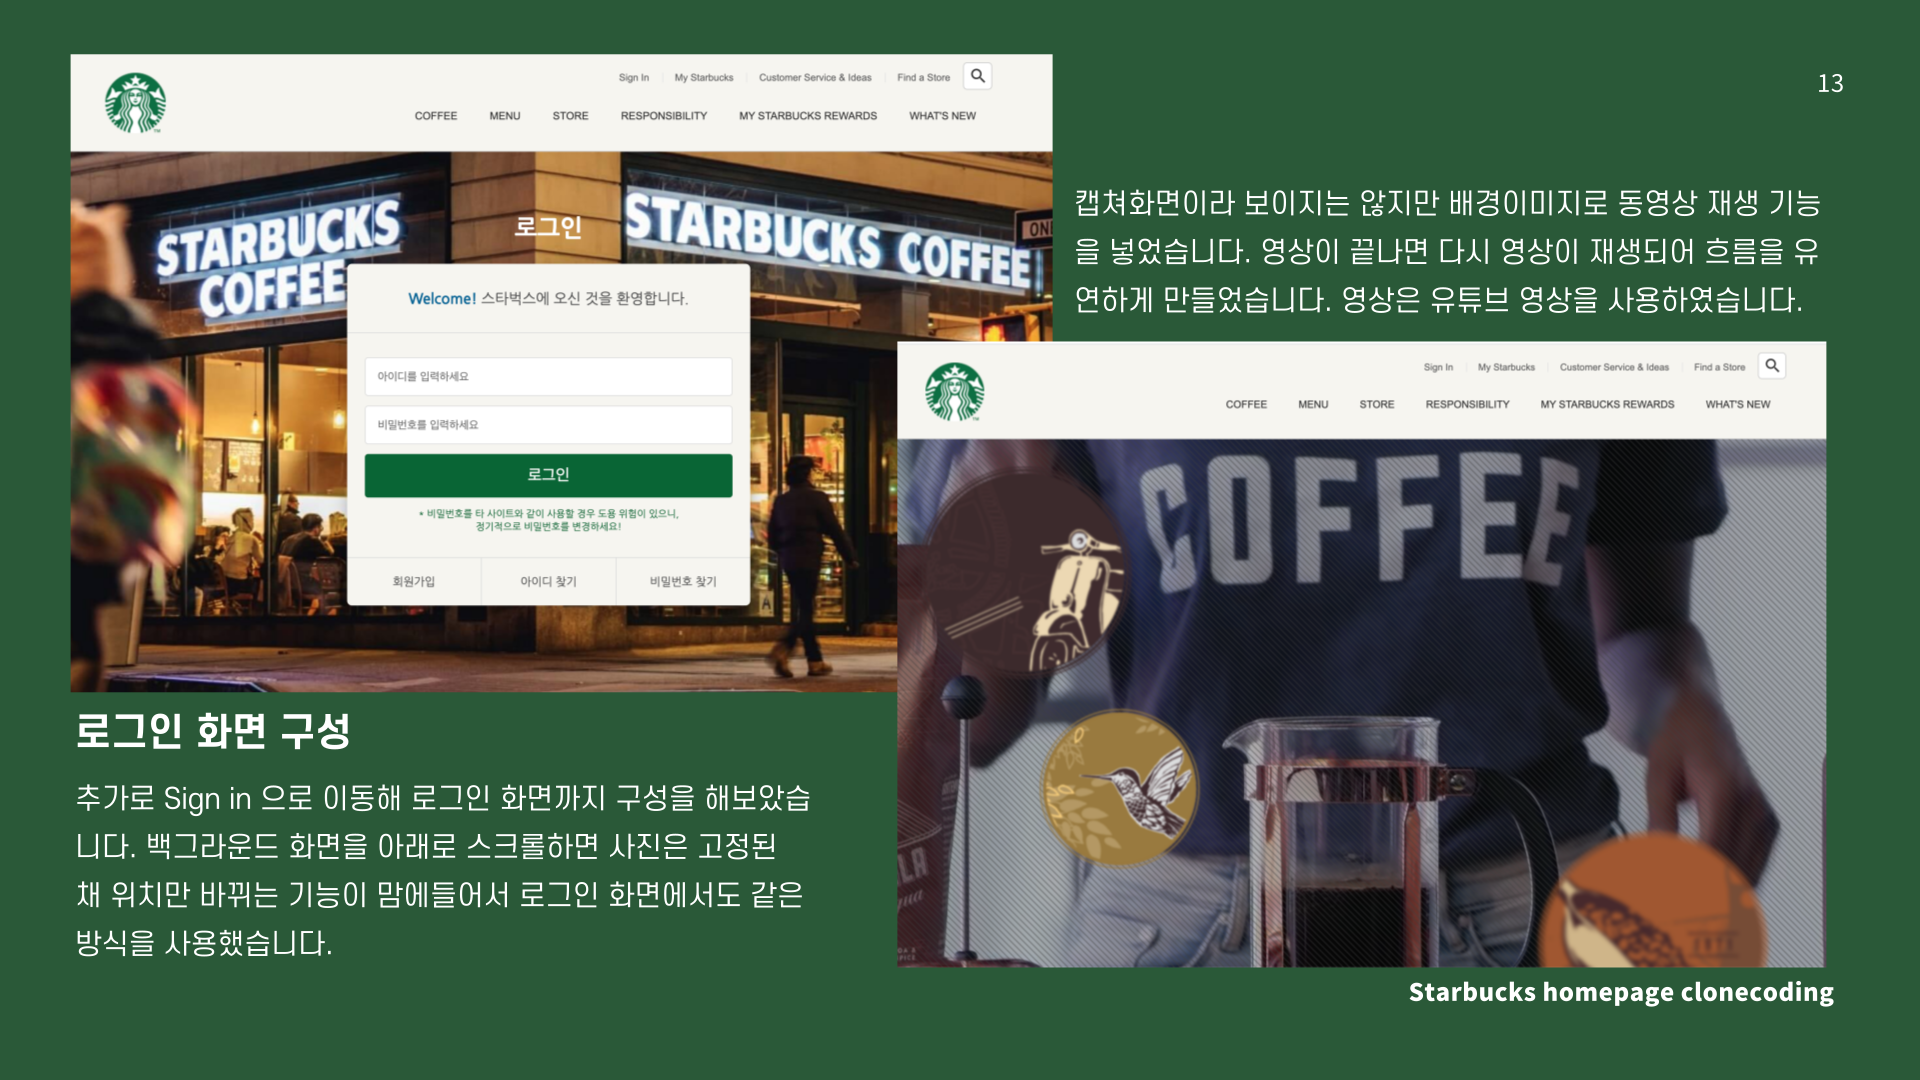 Sign In
My Starbucks
Customer Service & Ideas
Find a Store
COFFEE
MENU
STORE
RESPONSIBILITY
MY STARBUCKS REWARDS
WHAT'S NEW
STARBUCKS
COFFEE
로그인
STARBUCKS COFFEE
Welcome! 스타벅스에 오신 것을 환영합니다.
아이디를 입력하세요
비밀번호를 입력하세요
로그인
* 비밀번호를 타 사이트와 같이 사용할 경우 도용 위험이 있으니,
정기적으로 비밀번호를 변경하세요!
회원가입
아이디 찾기
비밀번호 찾기
A
13
캡쳐화면이라 보이지는 않지만 배경이미지로 동영상 재생 기능
을 넣었습니다. 영상이 끝나면 다시 영상이 재생되어 흐름을 유
연하게 만들었습니다. 영상은 유튜브 영상을 사용하였습니다.
Sign In
My Starbucks
Customer Service & Ideas
Find a Store
COFFEE
MENU
STORE
RESPONSIBILITY
MY STARBUCKS REWARDS
WHAT'S NEW
COFFEE
로그인 화면 구성
추가로 Sign in 으로 이동해 로그인 화면까지 구성을 해보았습
니다. 백그라운드 화면을 아래로 스크롤하면 사진은 고정된
채 위치만 바뀌는 기능이 맘에들어서 로그인 화면에서도 같은
방식을 사용했습니다.
Starbucks homepage clonecoding